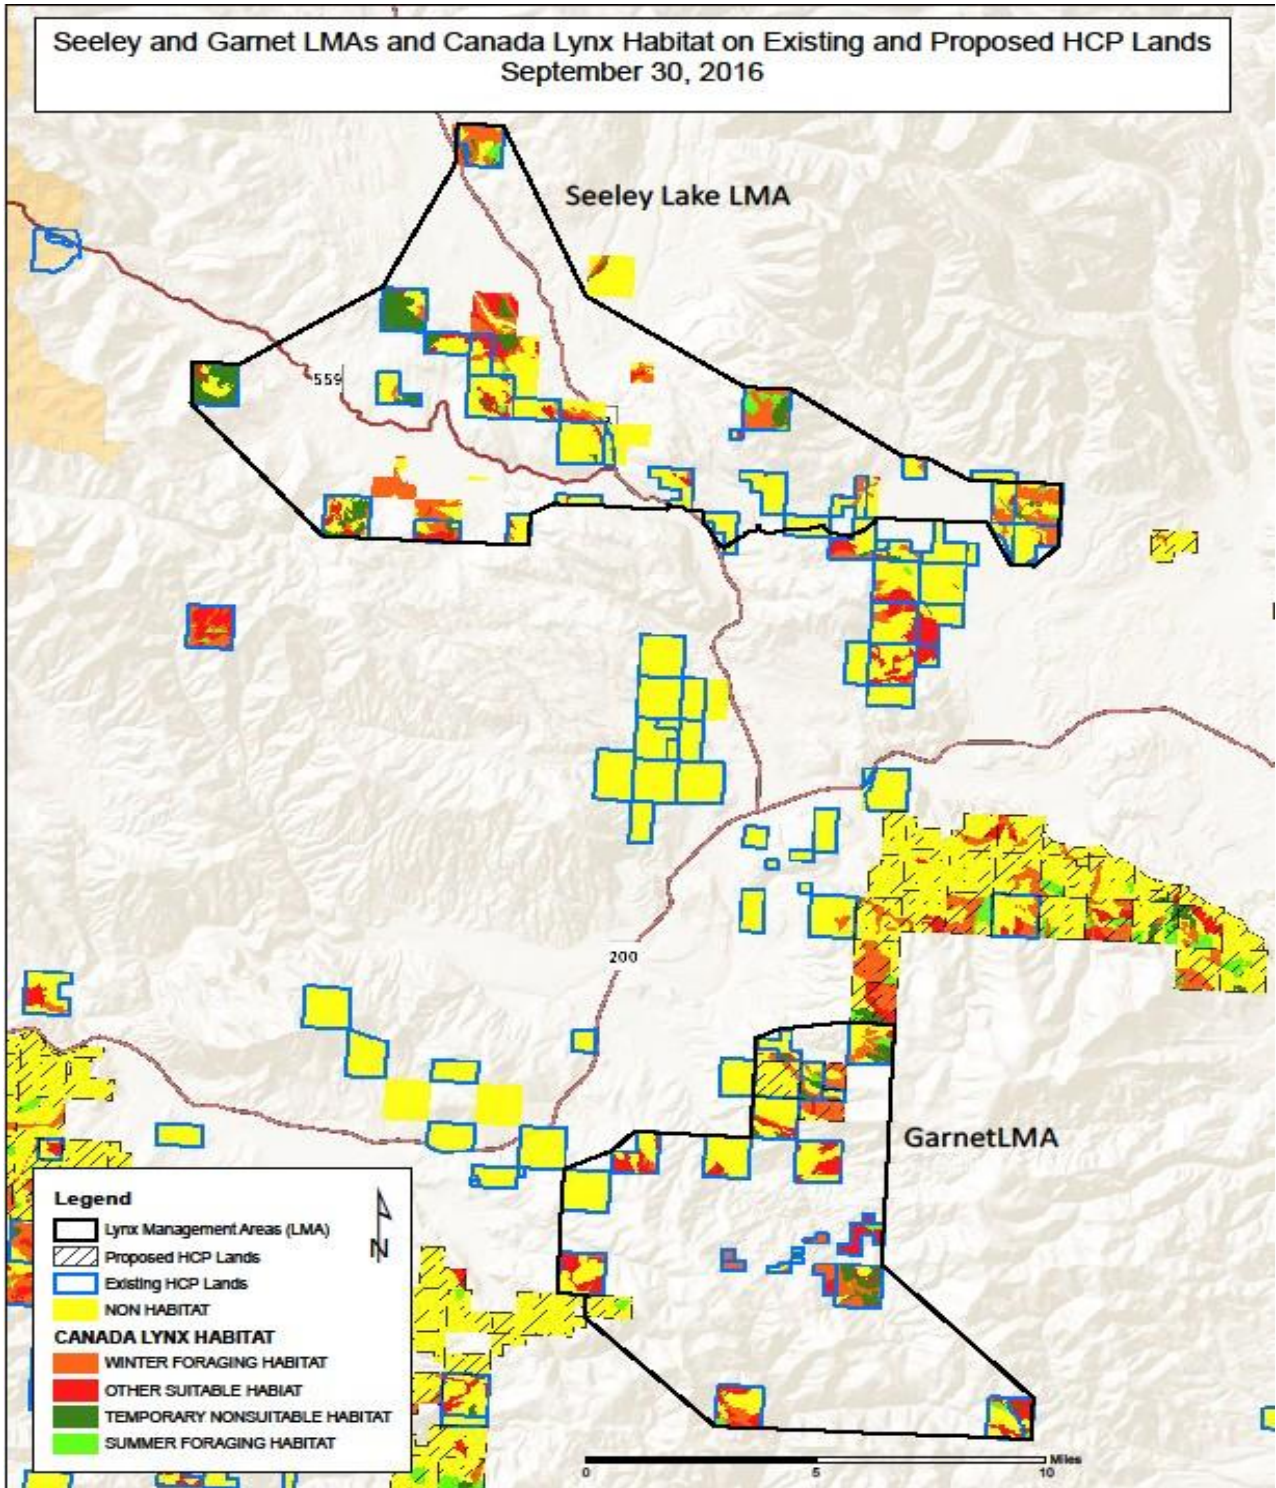 Seeley and Garnet LMAs and Canada Lynx Habitat on Existing and Proposed HCP Lands
September 30, 2016
Seeley Lake LMA
559
200
GarnetLMA
Legend
Lynx Management Areas (LMA)
Proposed HCP Lands
Existing HCP Lands
NON HABITAT
CANADA LYNX HABITAT
WINTER FORAGING HABITAT
OTHER SUITABLE HABIAT
TEMPORARY NONSUITABLE HABITAT
SUMMER FORAGING HABITAT
N
Miles
0 5 10